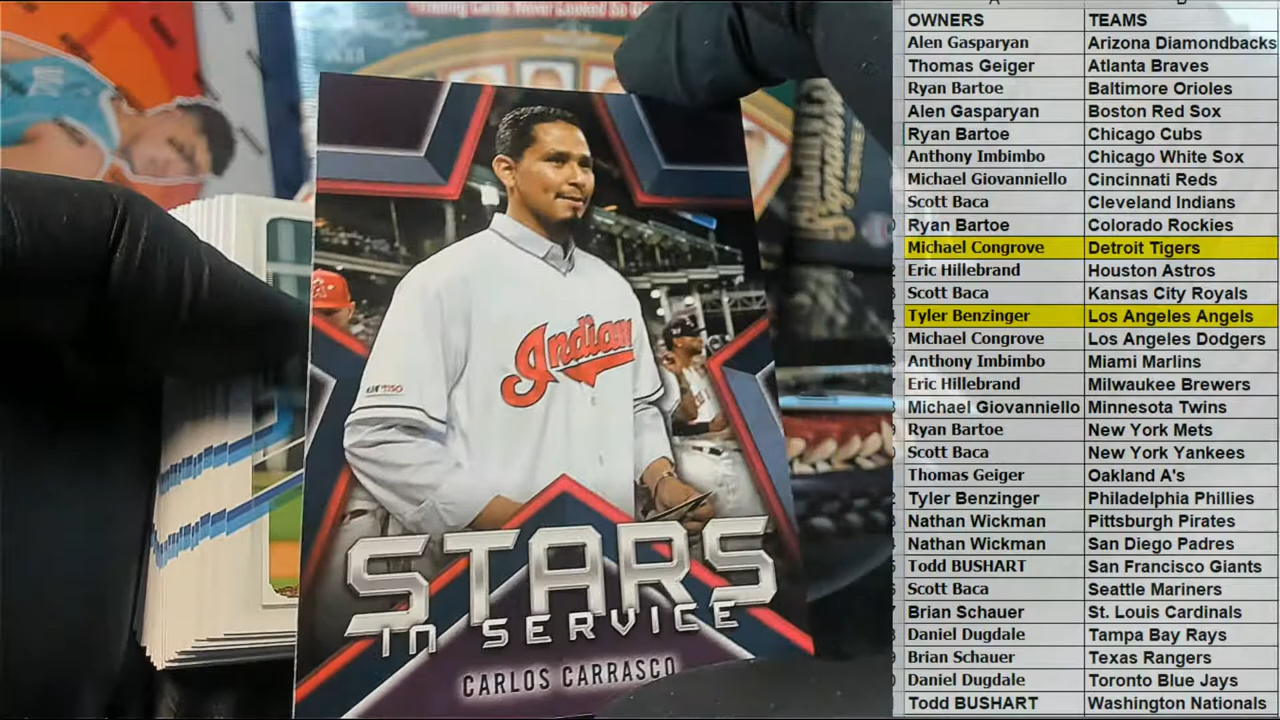 Trading Cards Never Looked So
Indians
STARS
IN SERVICE
CARLOS CARRASCO
OWNERS TEAMS
Alen Gasparyan Arizona Diamondbacks
Thomas Geiger Atlanta Braves
Ryan Bartoe Baltimore Orioles
Alen Gasparyan Boston Red Sox
Ryan Bartoe Chicago Cubs
Anthony Imbimbo Chicago White Sox
Michael Giovanniello Cincinnati Reds
Scott Baca Cleveland Indians
Ryan Bartoe Colorado Rockies
Michael Congrove Detroit Tigers
Eric Hillebrand Houston Astros
Scott Baca Kansas City Royals
Tyler Benzinger Los Angeles Angels
Michael Congrove Los Angeles Dodgers
Anthony Imbimbo Miami Marlins
Eric Hillebrand Milwaukee Brewers
Michael Giovanniello Minnesota Twins
Ryan Bartoe New York Mets
Scott Baca New York Yankees
Thomas Geiger Oakland A's
Tyler Benzinger Philadelphia Phillies
Nathan Wickman Pittsburgh Pirates
Nathan Wickman San Diego Padres
Todd BUSHART San Francisco Giants
Scott Baca Seattle Mariners
Brian Schauer St. Louis Cardinals
Daniel Dugdale Tampa Bay Rays
Brian Schauer Texas Rangers
Daniel Dugdale Toronto Blue Jays
Todd BUSHART Washington Nationals